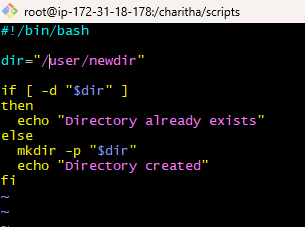 root@ip-172-31-18-178:/charitha/scripts
#!/bin/bash
dir="/user/newdir"
if [ -d "$dir" ]
then
  echo "Directory already exists"
else
  mkdir -p "$dir"
  echo "Directory created"
fi
~
~
~